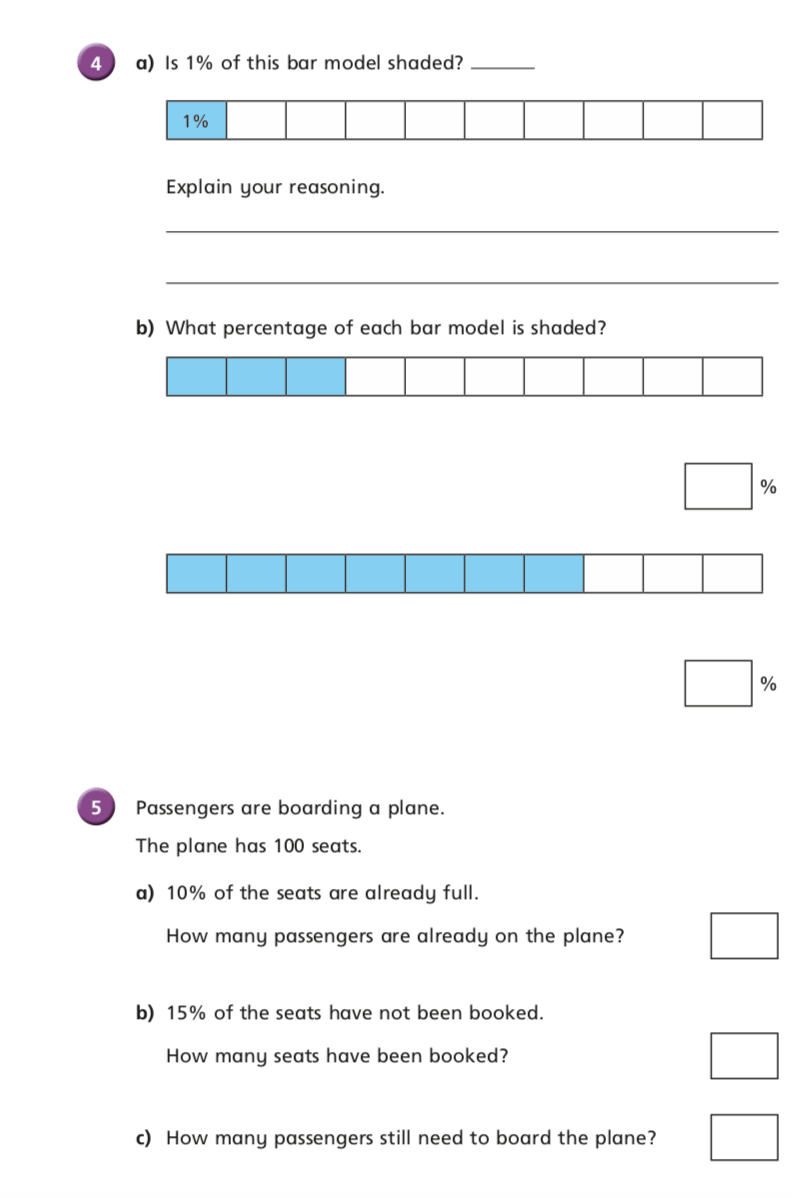 4 a) Is 1% of this bar model shaded? ______
1%
Explain your reasoning.
b) What percentage of each bar model is shaded?
%
%
5 Passengers are boarding a plane.
The plane has 100 seats.
a) 10% of the seats are already full.
How many passengers are already on the plane?
b) 15% of the seats have not been booked.
How many seats have been booked?
c) How many passengers still need to board the plane?